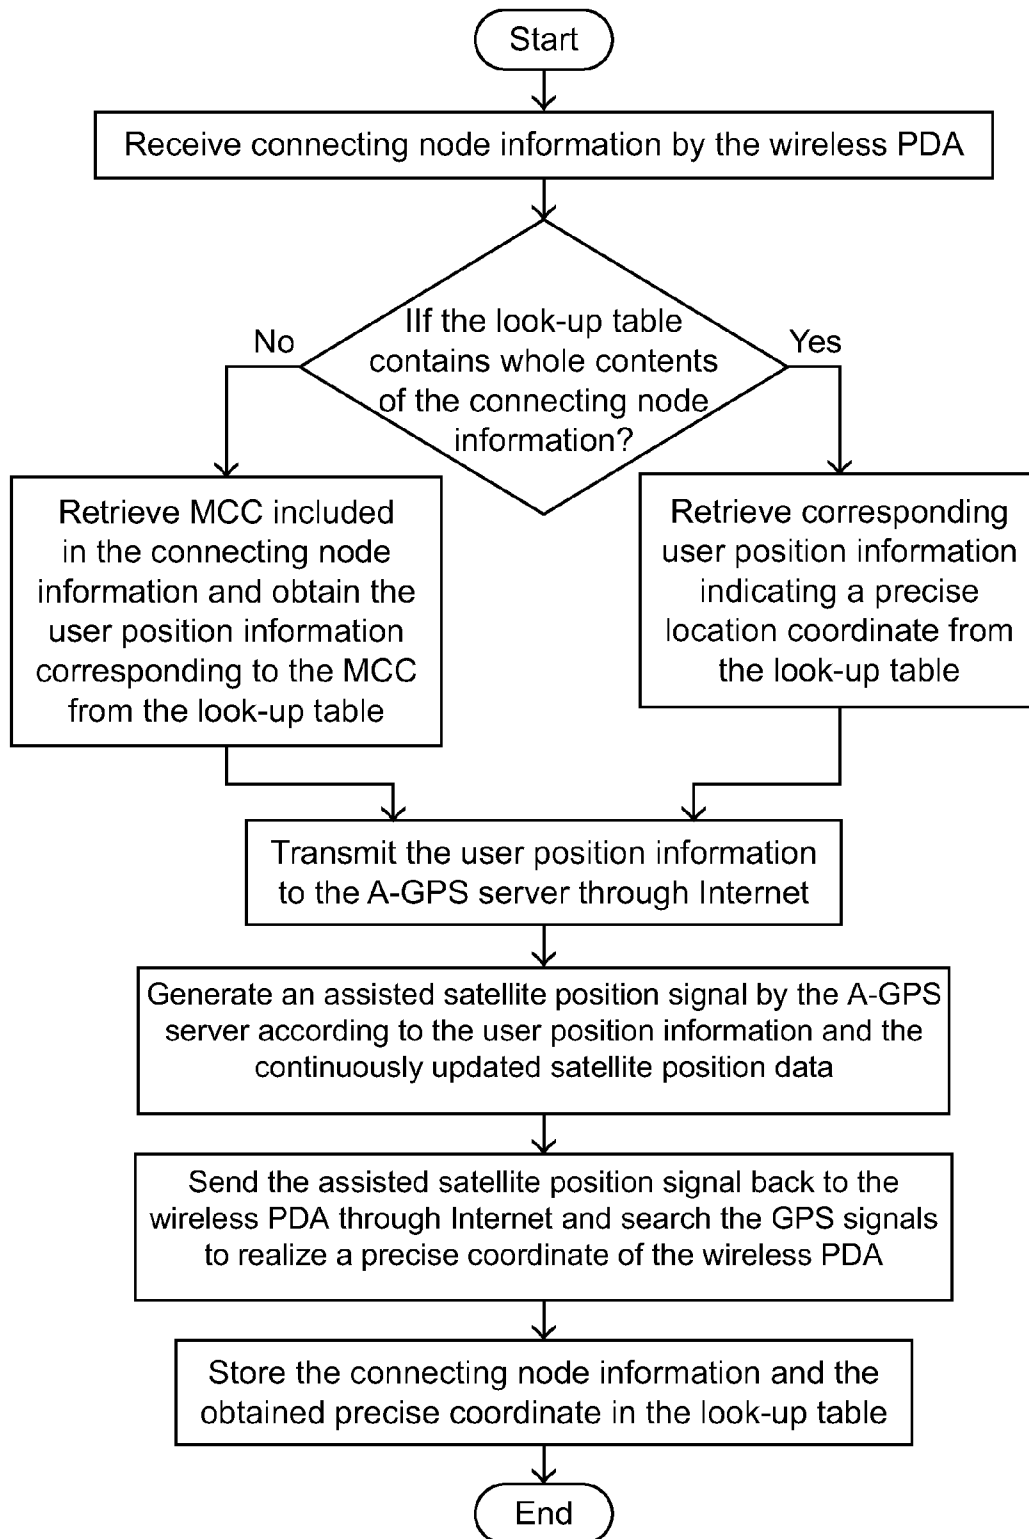 Start
Receive connecting node information by the wireless PDA
IIf the look-up table
contains whole contents
of the connecting node
information?
No
Yes
Retrieve MCC included
in the connecting node
information and obtain the
user position information
corresponding to the MCC
from the look-up table
Retrieve corresponding
user position information
indicating a precise
location coordinate from
the look-up table
Transmit the user position information
to the A-GPS server through Internet
Generate an assisted satellite position signal by the A-GPS
server according to the user position information and the
continuously updated satellite position data
Send the assisted satellite position signal back to the
wireless PDA through Internet and search the GPS signals
to realize a precise coordinate of the wireless PDA
Store the connecting node information and the
obtained precise coordinate in the look-up table
End